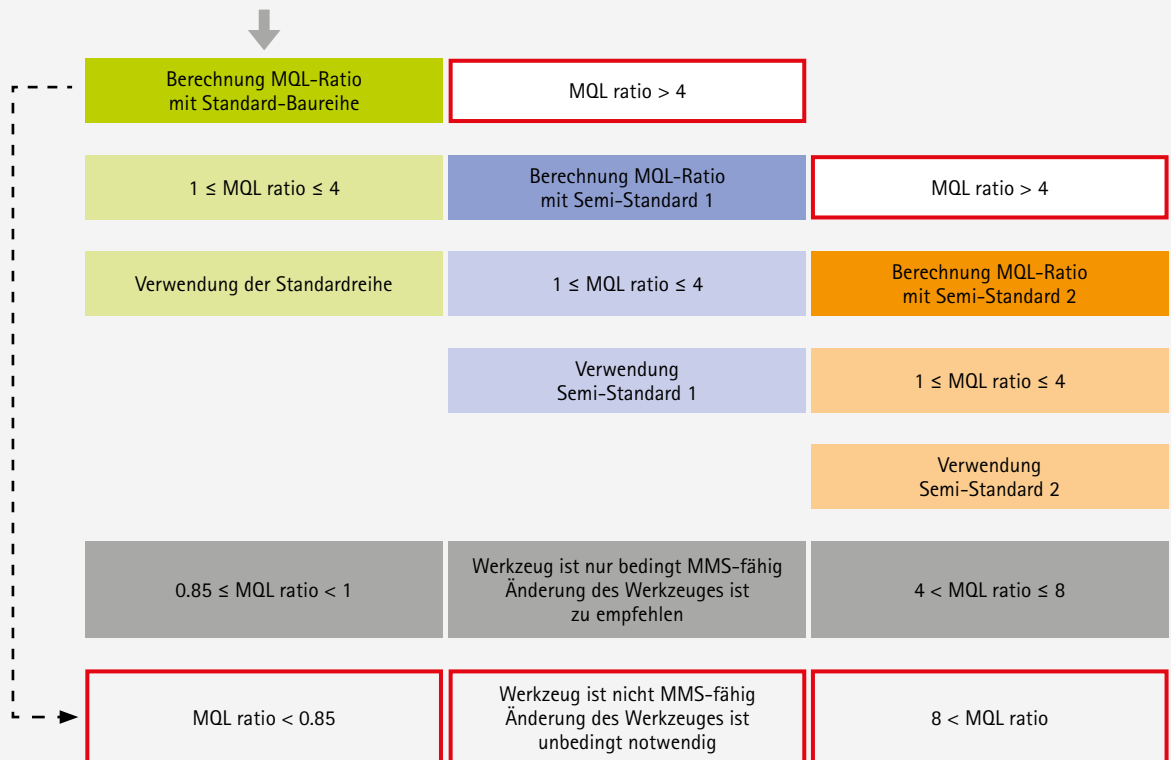 Berechnung MQL-Ratio
mit Standard-Baureihe
MQL ratio > 4
1 ≤ MQL ratio ≤ 4
Berechnung MQL-Ratio
mit Semi-Standard 1
MQL ratio > 4
Verwendung der Standardreihe
1 ≤ MQL ratio ≤ 4
Berechnung MQL-Ratio
mit Semi-Standard 2
Verwendung
Semi-Standard 1
1 ≤ MQL ratio ≤ 4
Verwendung
Semi-Standard 2
0.85 ≤ MQL ratio < 1
Werkzeug ist nur bedingt MMS-fähig
Änderung des Werkzeuges ist
zu empfehlen
4 < MQL ratio ≤ 8
MQL ratio < 0.85
Werkzeug ist nicht MMS-fähig
Änderung des Werkzeuges ist
unbedingt notwendig
8 < MQL ratio